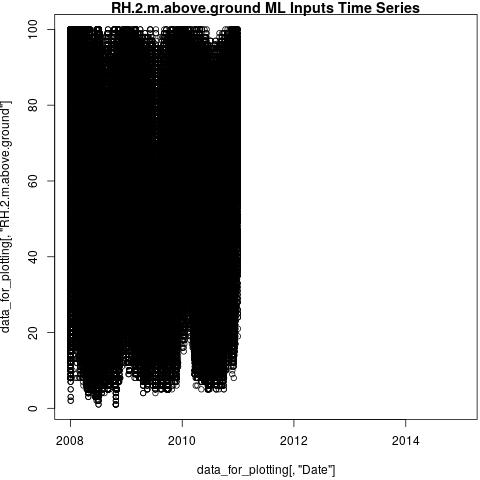 RH.2.m.above.ground ML Inputs Time Series
data_for_plotting[, "RH.2.m.above.ground"]
100
80
60
40
20
0
2008 2010 2012 2014
data_for_plotting[, "Date"]